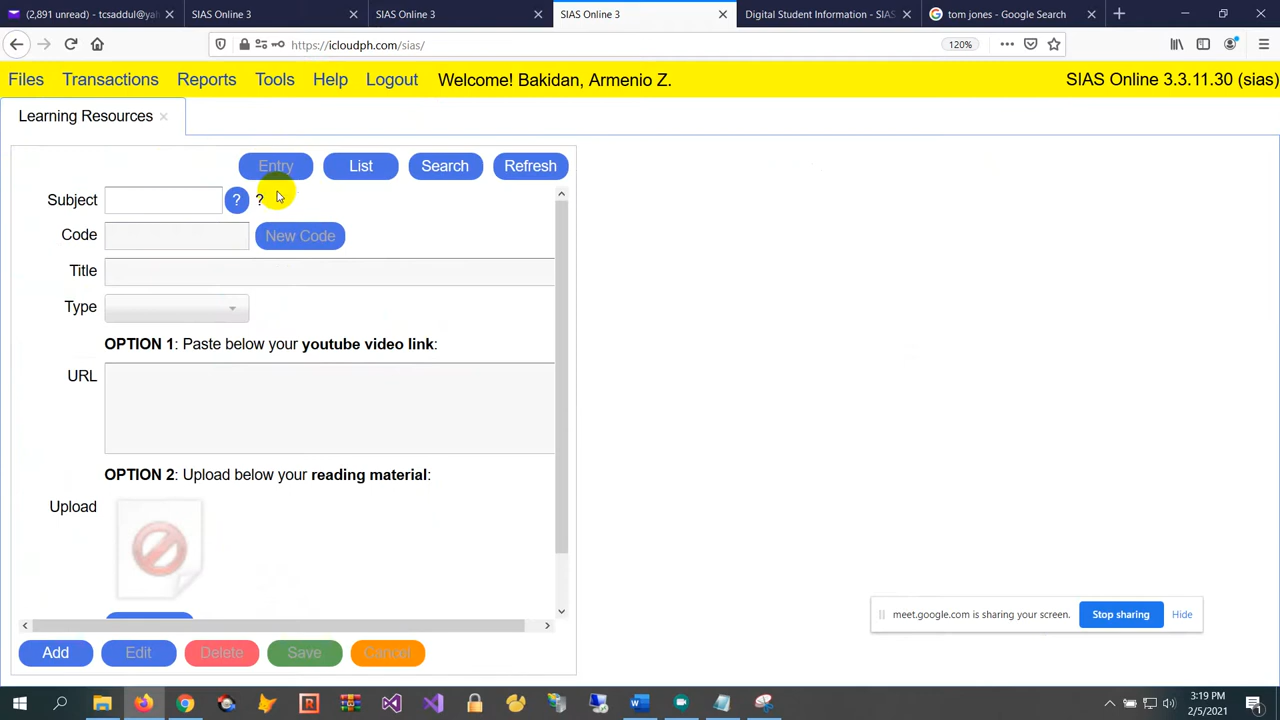 (2,891 unread) - tcsaddul@yah
SIAS Online 3
SIAS Online 3
SIAS Online 3
Digital Student Information - SIAS
tom jones - Google Search
https://icloudph.com/sias/
120%
Files Transactions Reports Tools Help Logout Welcome! Bakidan, Armenio Z. SIAS Online 3.3.11.30 (sias)
Learning Resources
Entry List Search Refresh
Subject ? ?
Code New Code
Title
Type
OPTION 1: Paste below your youtube video link:
URL
OPTION 2: Upload below your reading material:
Upload
meet.google.com is sharing your screen. Stop sharing Hide
Add Edit Delete Save Cancel
3:19 PM
2/5/2021